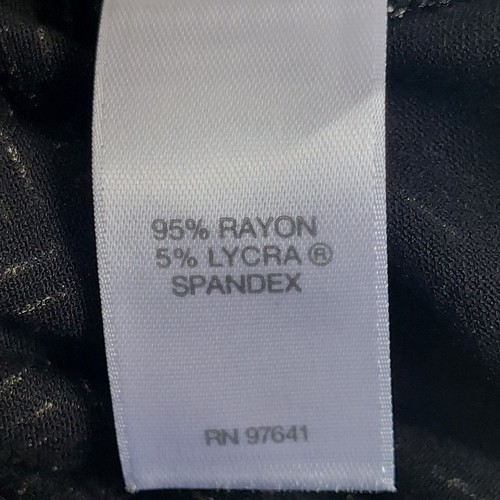 95% RAYON
5% LYCRA ®
SPANDEX
RN 97641